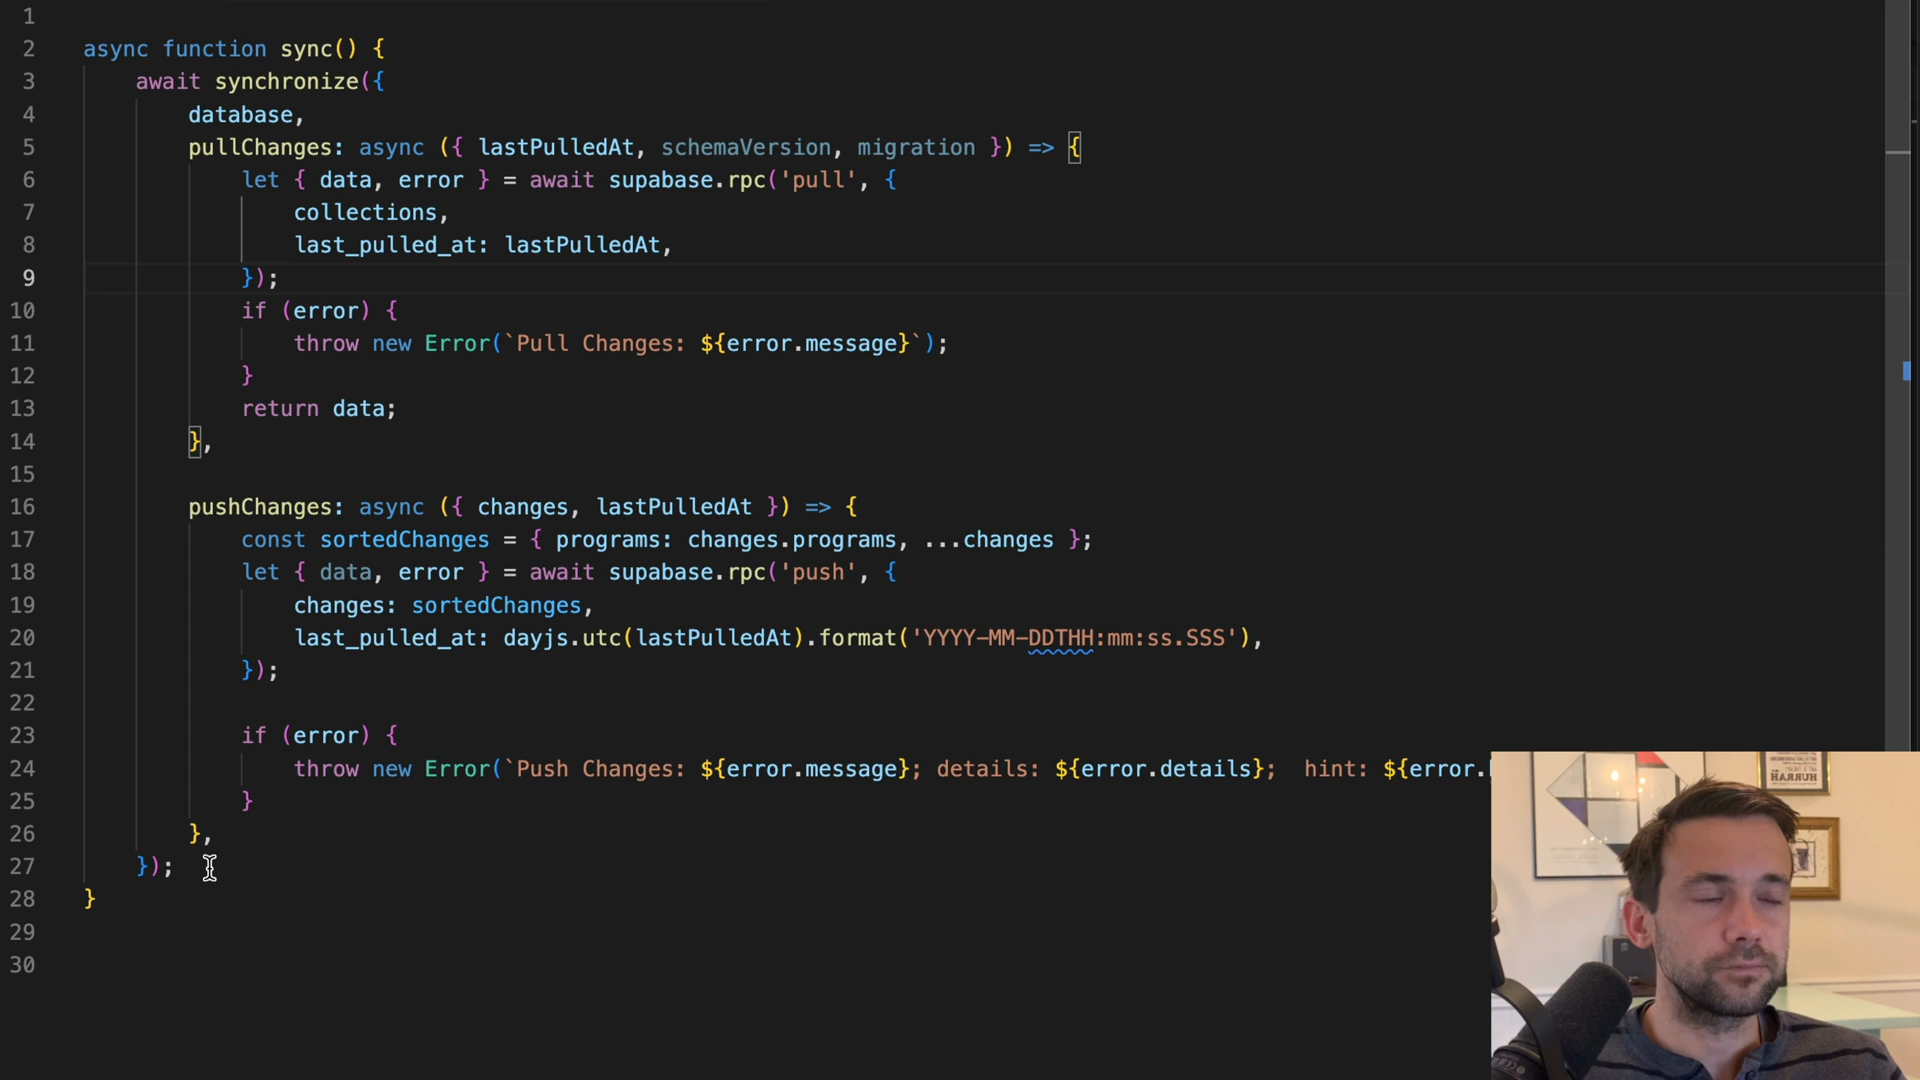 1
2 async function sync() {
3 await synchronize({
4 database,
5 pullChanges: async ({ lastPulledAt, schemaVersion, migration }) => {
6 let { data, error } = await supabase.rpc('pull', {
7 collections,
8 last_pulled_at: lastPulledAt,
9 });
10 if (error) {
11 throw new Error(`Pull Changes: ${error.message}`);
12 }
13 return data;
14 },
15
16 pushChanges: async ({ changes, lastPulledAt }) => {
17 const sortedChanges = { programs: changes.programs, ...changes };
18 let { data, error } = await supabase.rpc('push', {
19 changes: sortedChanges,
20 last_pulled_at: dayjs.utc(lastPulledAt).format('YYYY-MM-DDTHH:mm:ss.SSS'),
21 });
22
23 if (error) {
24 throw new Error(`Push Changes: ${error.message}; details: ${error.details};  hint: ${error.
25 }
26 },
27 });
28 }
29
30
HURRAH